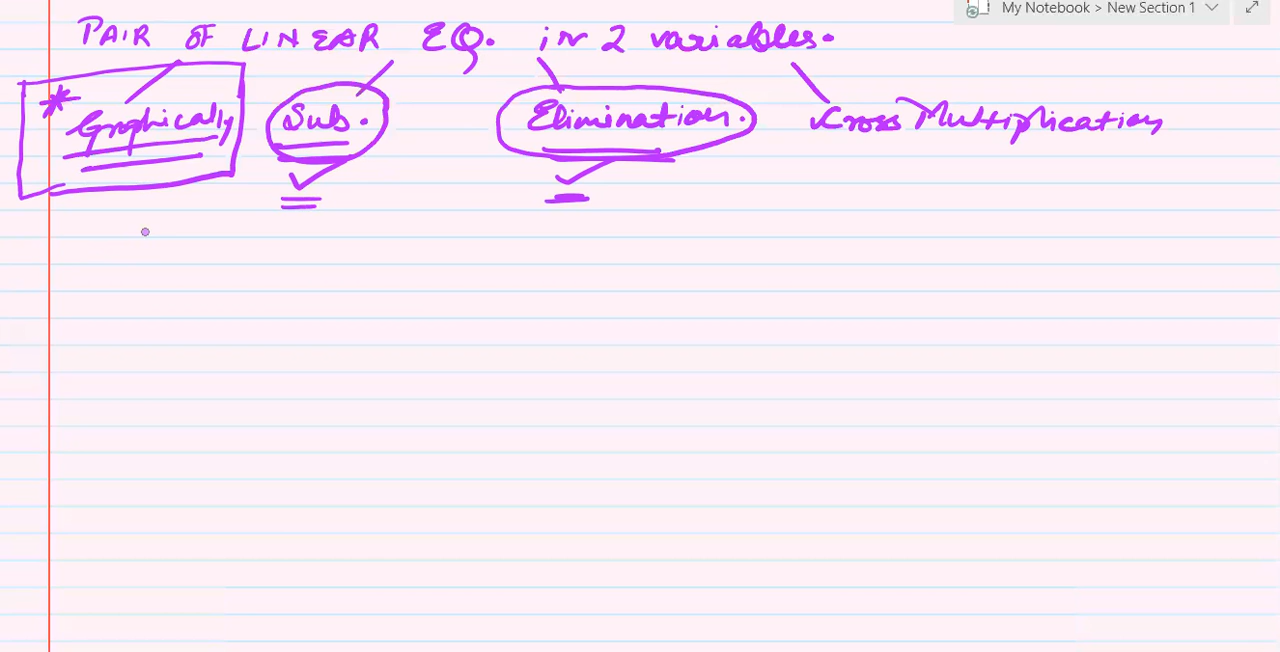 My Notebook > New Section 1
PAIR OF LINEAR EQ. in 2 variables.
* Graphically Sub. Elimination. Cross Multiplication